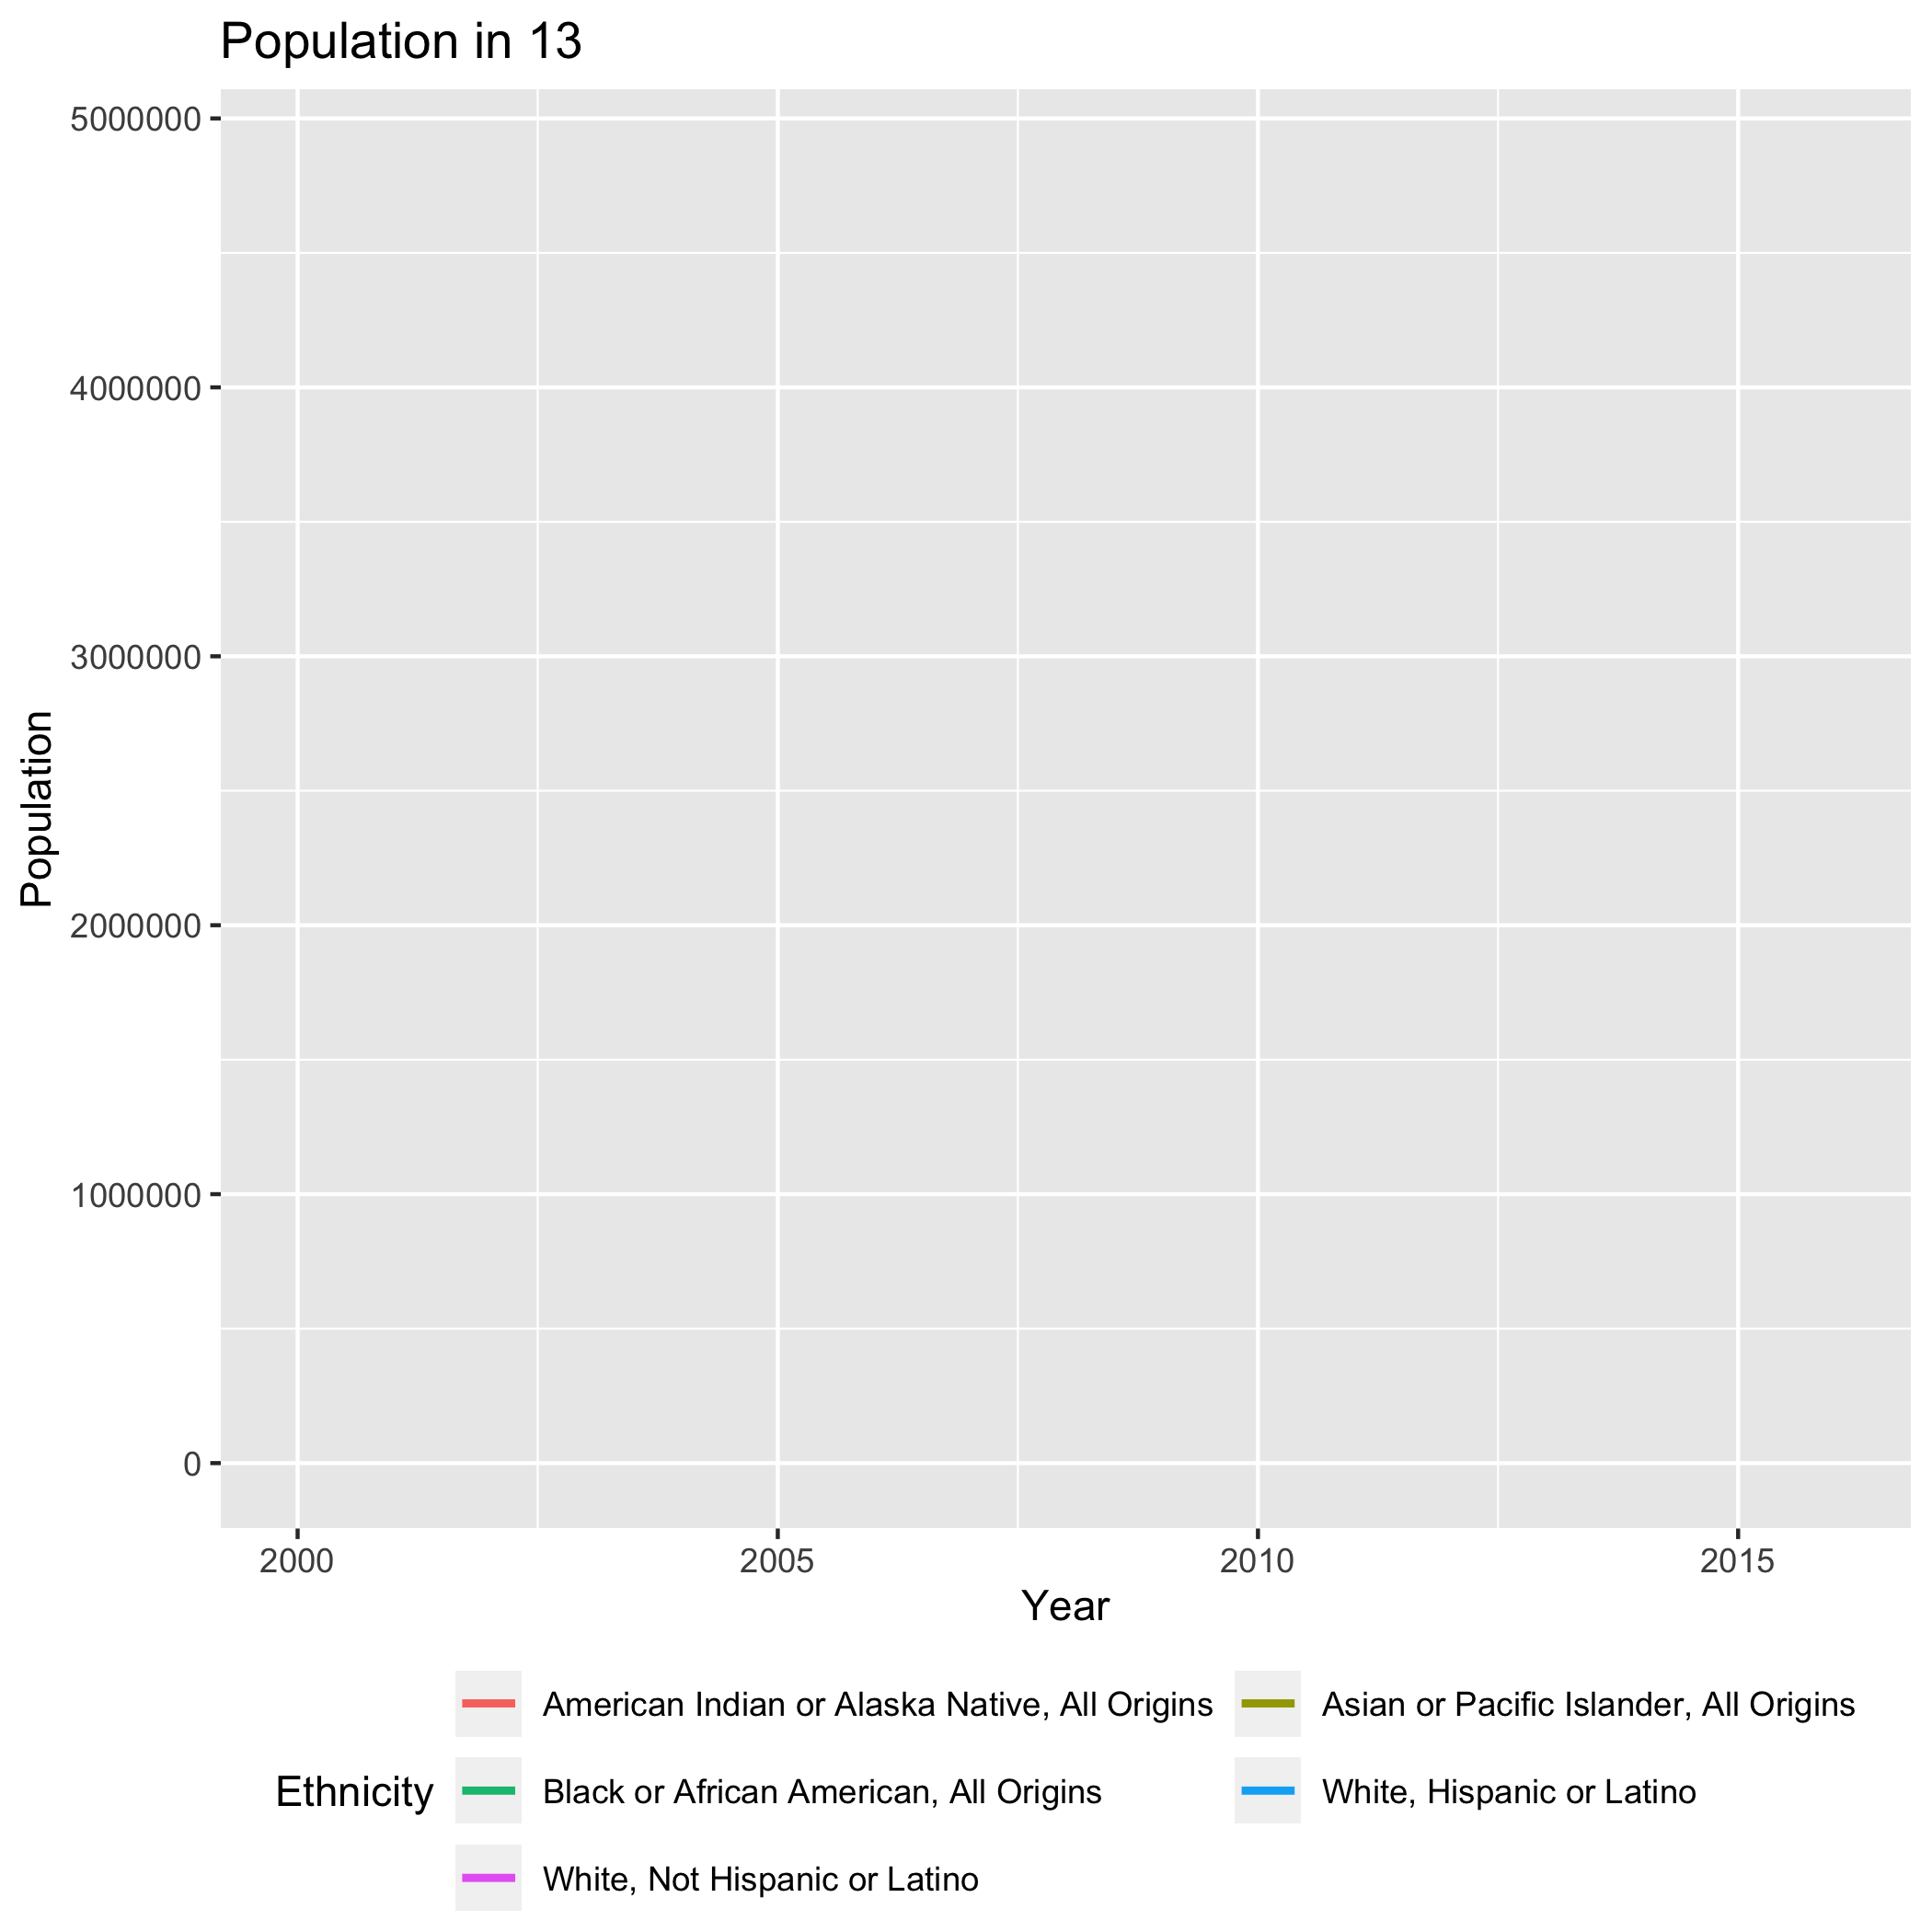 Population in 13
5000000
4000000
3000000
2000000
1000000
0
Population
2000 2005 2010 2015
Year
Ethnicity
American Indian or Alaska Native, All Origins
Asian or Pacific Islander, All Origins
Black or African American, All Origins
White, Hispanic or Latino
White, Not Hispanic or Latino